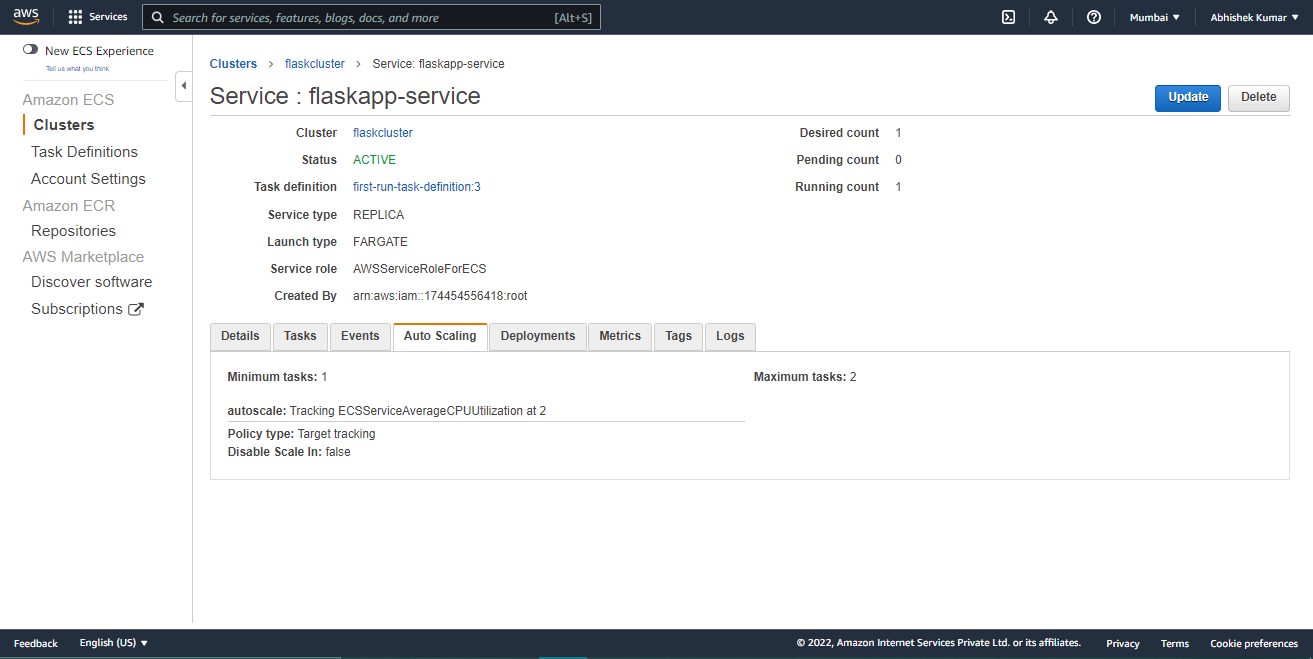 aws Services Search for services, features, blogs, docs, and more [Alt+S] Mumbai ▼ Abhishek Kumar ▼
New ECS Experience
Tell us what you think
Amazon ECS
Clusters
Task Definitions
Account Settings
Amazon ECR
Repositories
AWS Marketplace
Discover software
Subscriptions
Clusters > flaskcluster > Service: flaskapp-service
Service : flaskapp-service Update Delete
Cluster flaskcluster Desired count 1
Status ACTIVE Pending count 0
Task definition first-run-task-definition:3 Running count 1
Service type REPLICA
Launch type FARGATE
Service role AWSServiceRoleForECS
Created By arn:aws:iam::174454556418:root
Details Tasks Events Auto Scaling Deployments Metrics Tags Logs
Minimum tasks: 1 Maximum tasks: 2
autoscale: Tracking ECSServiceAverageCPUUtilization at 2
Policy type: Target tracking
Disable Scale In: false
Feedback English (US) ▼ © 2022, Amazon Internet Services Private Ltd. or its affiliates. Privacy Terms Cookie preferences